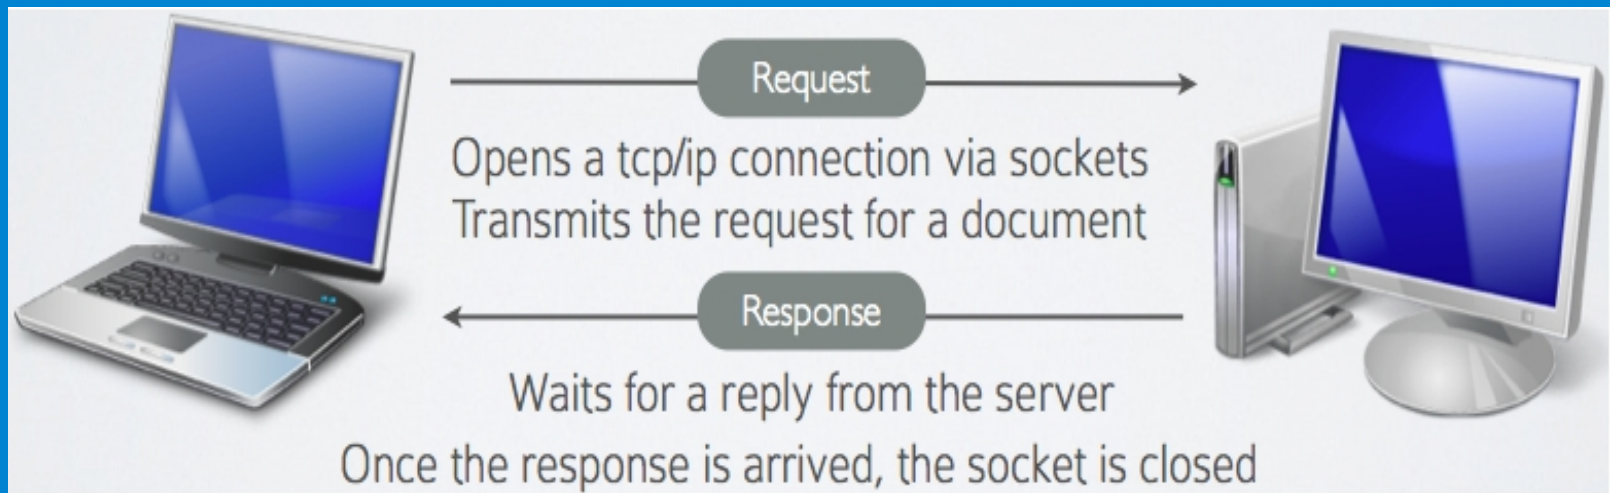 Request
Opens a tcp/ip connection via sockets
Transmits the request for a document
Response
Waits for a reply from the server
Once the response is arrived, the socket is closed